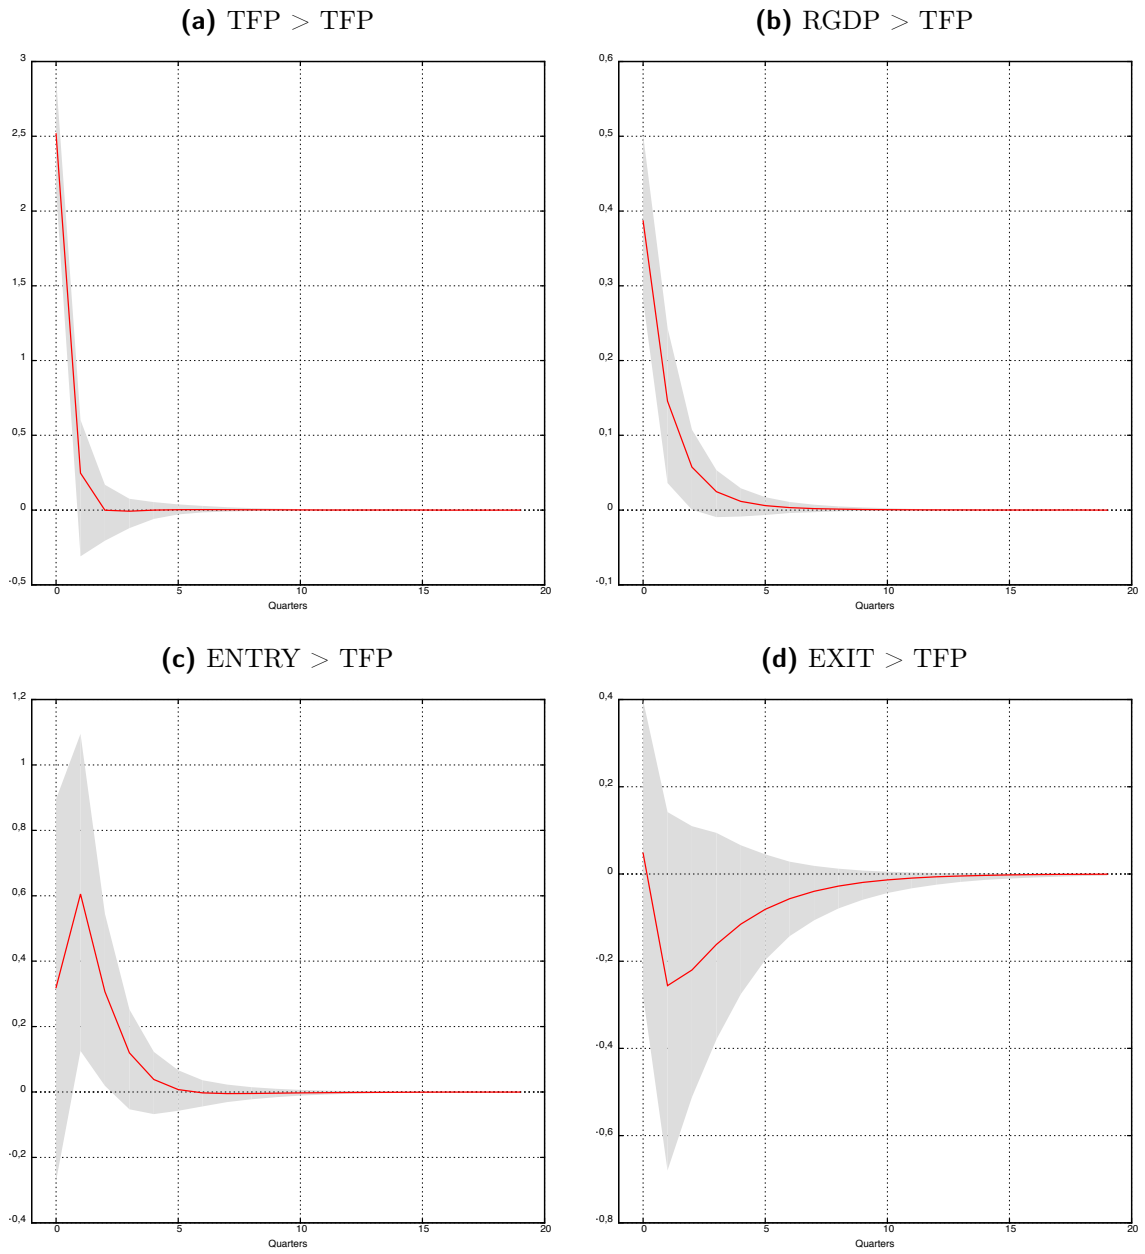 (a) TFP > TFP
3
2,5
2
1,5
1
0,5
0
-0,5
0 5 10 15 20
Quarters
(b) RGDP > TFP
0,6
0,5
0,4
0,3
0,2
0,1
0
-0,1
0 5 10 15 20
Quarters
(c) ENTRY > TFP
1,2
1
0,8
0,6
0,4
0,2
0
-0,2
-0,4
0 5 10 15 20
Quarters
(d) EXIT > TFP
0,4
0,2
0
-0,2
-0,4
-0,6
-0,8
0 5 10 15 20
Quarters